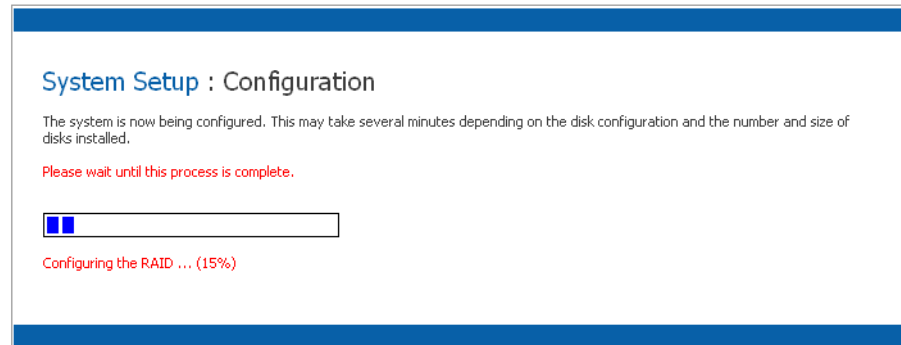 System Setup : Configuration
The system is now being configured. This may take several minutes depending on the disk configuration and the number and size of
disks installed.
Please wait until this process is complete.
Configuring the RAID ... (15%)